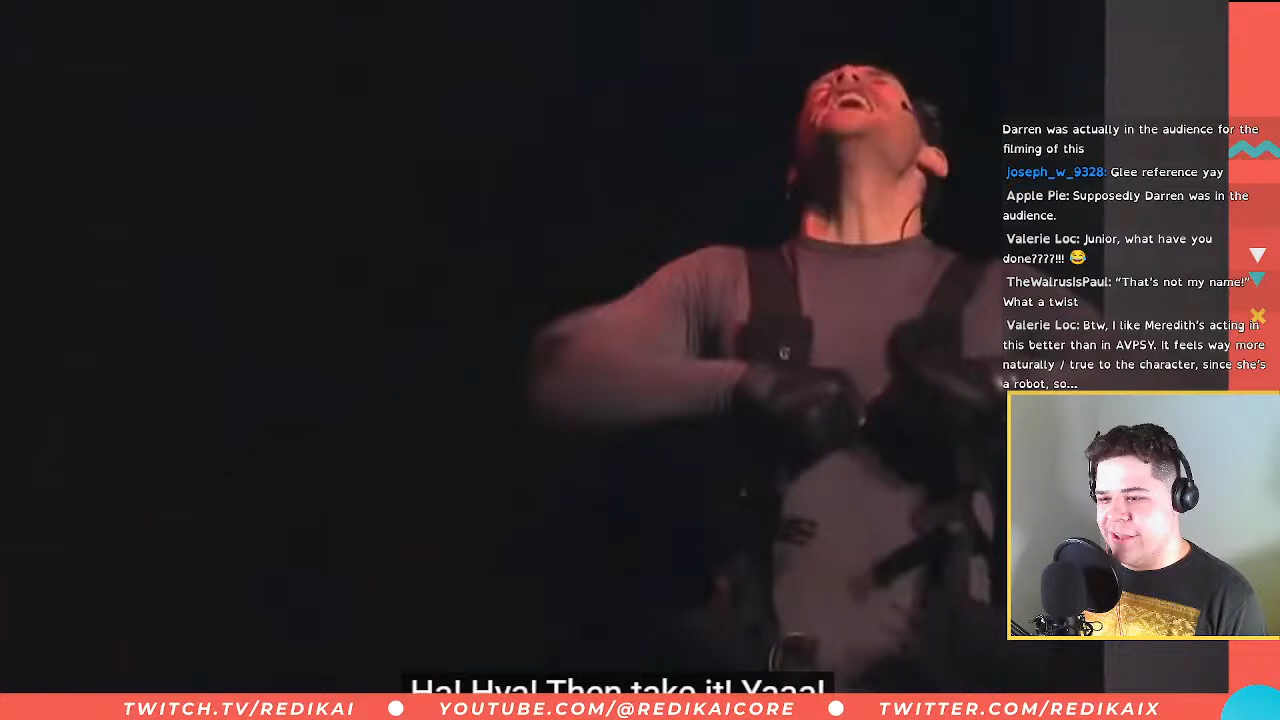 Darren was actually in the audience for the
filming of this
joseph_w_9328: Glee reference yay
Apple Pie: Supposedly Darren was in the
audience.
Valerie Loc: Junior, what have you
done????!!! 😂
TheWalrusIsPaul: “That’s not my name!”
What a twist
Valerie Loc: Btw, I like Meredith’s acting in
this better than in AVPSY. It feels way more
naturally / true to the character, since she’s
a robot, so...
Ha! Hya! Then take it! Yaaa!
TWITCH.TV/REDIKAI YOUTUBE.COM/@REDIKAICORE TWITTER.COM/REDIKAIX